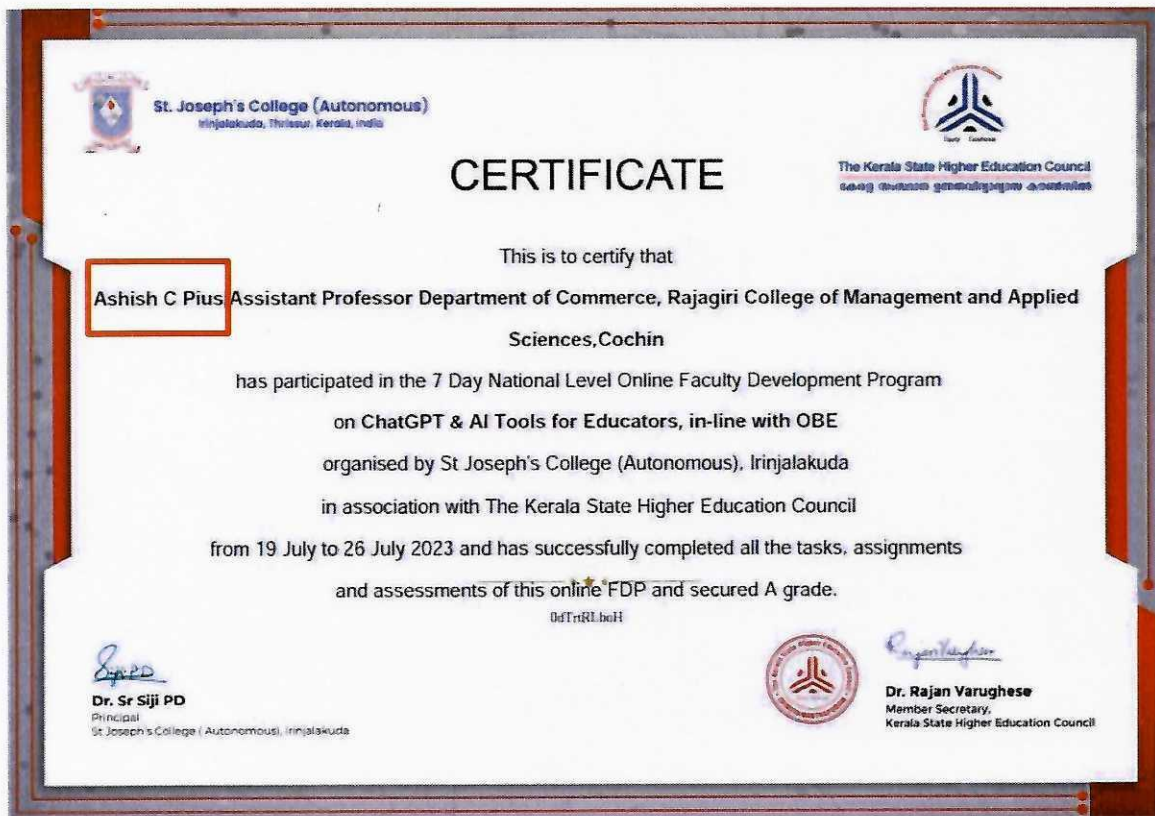 St. Joseph's College (Autonomous)
Irinjalakuda, Thrissur, Kerala, India
The Kerala State Higher Education Council
CERTIFICATE
This is to certify that
Ashish C Pius Assistant Professor Department of Commerce, Rajagiri College of Management and Applied
Sciences,Cochin
has participated in the 7 Day National Level Online Faculty Development Program
on ChatGPT & AI Tools for Educators, in-line with OBE
organised by St Joseph's College (Autonomous), Irinjalakuda
in association with The Kerala State Higher Education Council
from 19 July to 26 July 2023 and has successfully completed all the tasks, assignments
and assessments of this online FDP and secured A grade.
Siji PD
Dr. Sr Siji PD
Principal
St Joseph's College ( Autonomous), Irinjalakuda
Dr. Rajan Varughese
Member Secretary,
Kerala State Higher Education Council